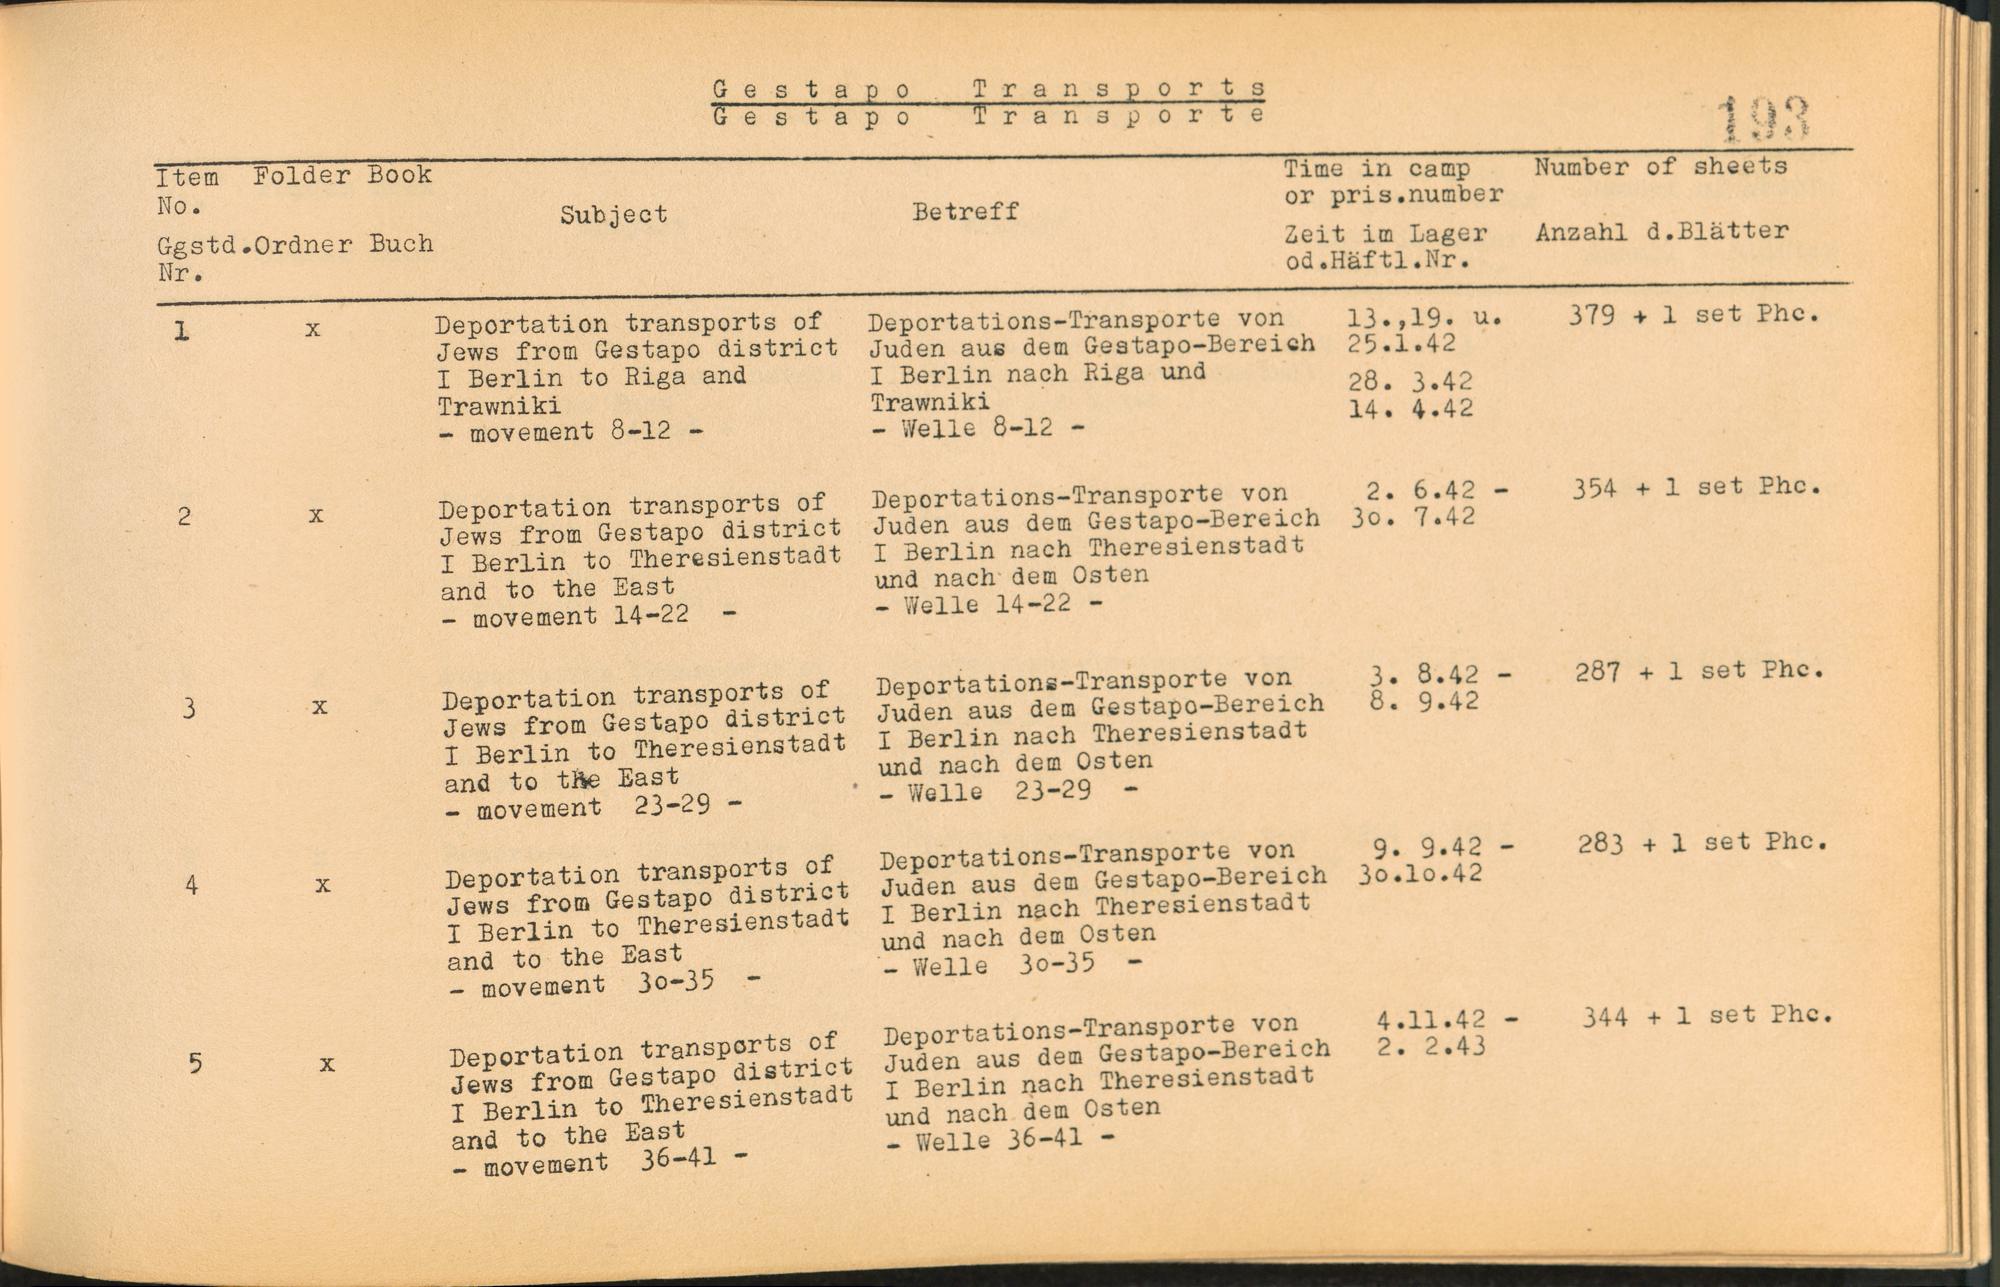 Gestapo Transports
Gestapo Transporte
193
Item Folder Book Time in camp Number of sheets
No. or pris.number
Subject Betreff
Ggstd.Ordner Buch Zeit im Lager Anzahl d.Blätter
Nr. od.Häftl.Nr.
1 x Deportation transports of Deportations-Transporte von 13.,19. u. 379 + 1 set Phc.
Jews from Gestapo district Juden aus dem Gestapo-Bereich 25.1.42
I Berlin to Riga and I Berlin nach Riga und 28. 3.42
Trawniki Trawniki 14. 4.42
- movement 8-12 - - Welle 8-12 -
2 x Deportation transports of Deportations-Transporte von 2. 6.42 - 354 + 1 set Phc.
Jews from Gestapo district Juden aus dem Gestapo-Bereich 3o. 7.42
I Berlin to Theresienstadt I Berlin nach Theresienstadt
and to the East und nach dem Osten
- movement 14-22 - - Welle 14-22 -
3 x Deportation transports of Deportations-Transporte von 3. 8.42 - 287 + 1 set Phc.
Jews from Gestapo district Juden aus dem Gestapo-Bereich 8. 9.42
I Berlin to Theresienstadt I Berlin nach Theresienstadt
and to the East und nach dem Osten
- movement 23-29 - - Welle 23-29 -
4 x Deportation transports of Deportations-Transporte von 9. 9.42 - 283 + 1 set Phc.
Jews from Gestapo district Juden aus dem Gestapo-Bereich 3o.1o.42
I Berlin to Theresienstadt I Berlin nach Theresienstadt
and to the East und nach dem Osten
- movement 3o-35 - - Welle 3o-35 -
5 x Deportation transports of Deportations-Transporte von 4.11.42 - 344 + 1 set Phc.
Jews from Gestapo district Juden aus dem Gestapo-Bereich 2. 2.43
I Berlin to Theresienstadt I Berlin nach Theresienstadt
and to the East und nach dem Osten
- movement 36-41 - - Welle 36-41 -